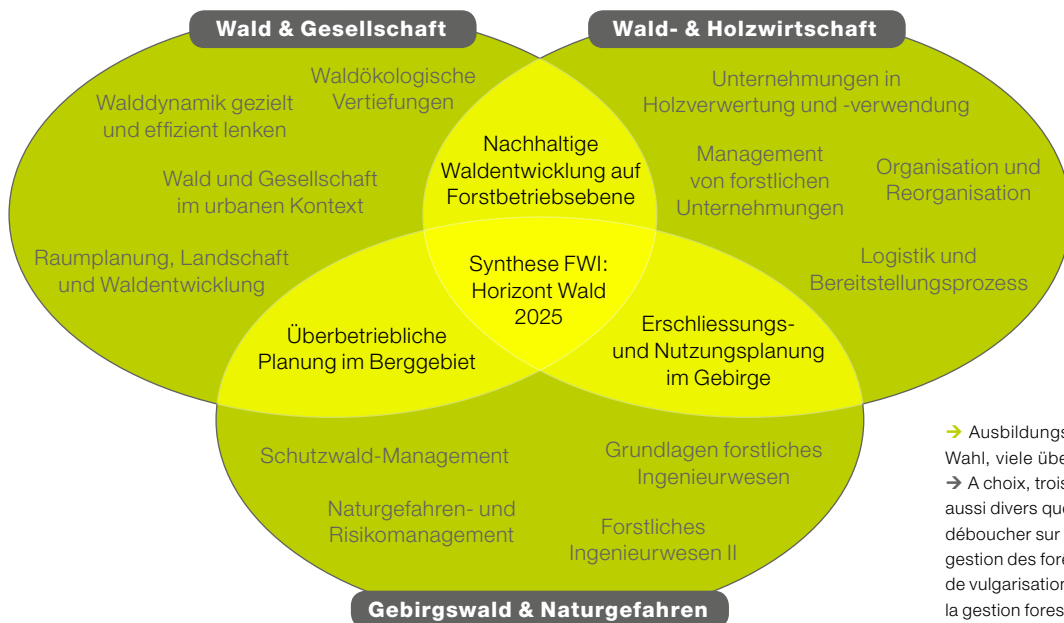 Wald & Gesellschaft
Wald- & Holzwirtschaft
Waldökologische
Vertiefungen
Walddynamik gezielt
und effizient lenken
Wald und Gesellschaft
im urbanen Kontext
Raumplanung, Landschaft
und Waldentwicklung
Nachhaltige
Waldentwicklung auf
Forstbetriebsebene
Unternehmungen in
Holzverwertung und -verwendung
Management
von forstlichen
Unternehmungen
Organisation und
Reorganisation
Logistik und
Bereitstellungsprozess
Synthese FWI:
Horizont Wald
2025
Überbetriebliche
Planung im Berggebiet
Erschliessungs-
und Nutzungsplanung
im Gebirge
Schutzwald-Management
Grundlagen forstliches
Ingenieurwesen
Naturgefahren- und
Risikomanagement
Forstliches
Ingenieurwesen II
Gebirgswald & Naturgefahren
→ Ausbildungs
Wahl, viele übe
→ A choix, trois
aussi divers que
déboucher sur
gestion des for
de vulgarisation
la gestion fores